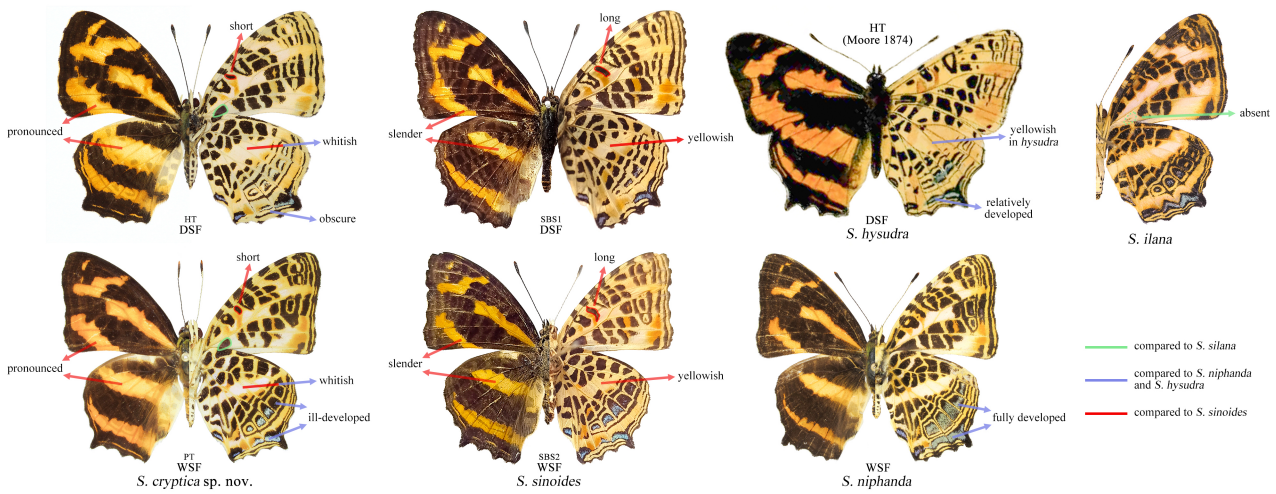 short
pronounced
whitish
obscure
HT
DSF
long
slender
yellowish
SBS1
DSF
HT
(Moore 1874)
yellowish
in hysudra
relatively
developed
DSF
S. hysudra
absent
S. ilana
short
pronounced
whitish
ill-developed
PT
WSF
S. cryptica sp. nov.
long
slender
yellowish
SBS2
WSF
S. sinoides
fully developed
WSF
S. niphanda
compared to S. silana
compared to S. niphanda
and S. hysudra
compared to S. sinoides